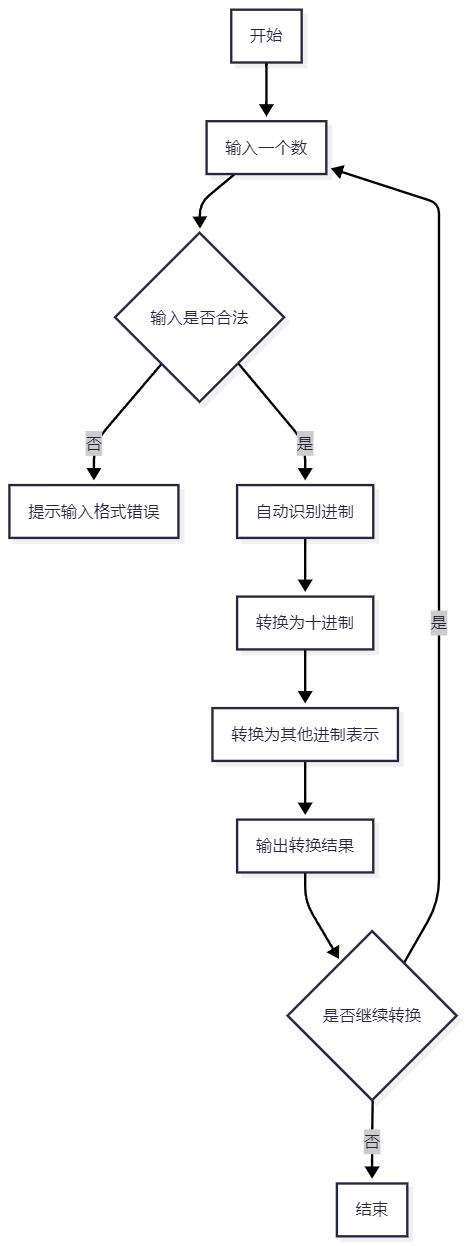 开始
输入一个数
输入是否合法
否
是
提示输入格式错误
自动识别进制
转换为十进制
是
转换为其他进制表示
输出转换结果
是否继续转换
否
结束